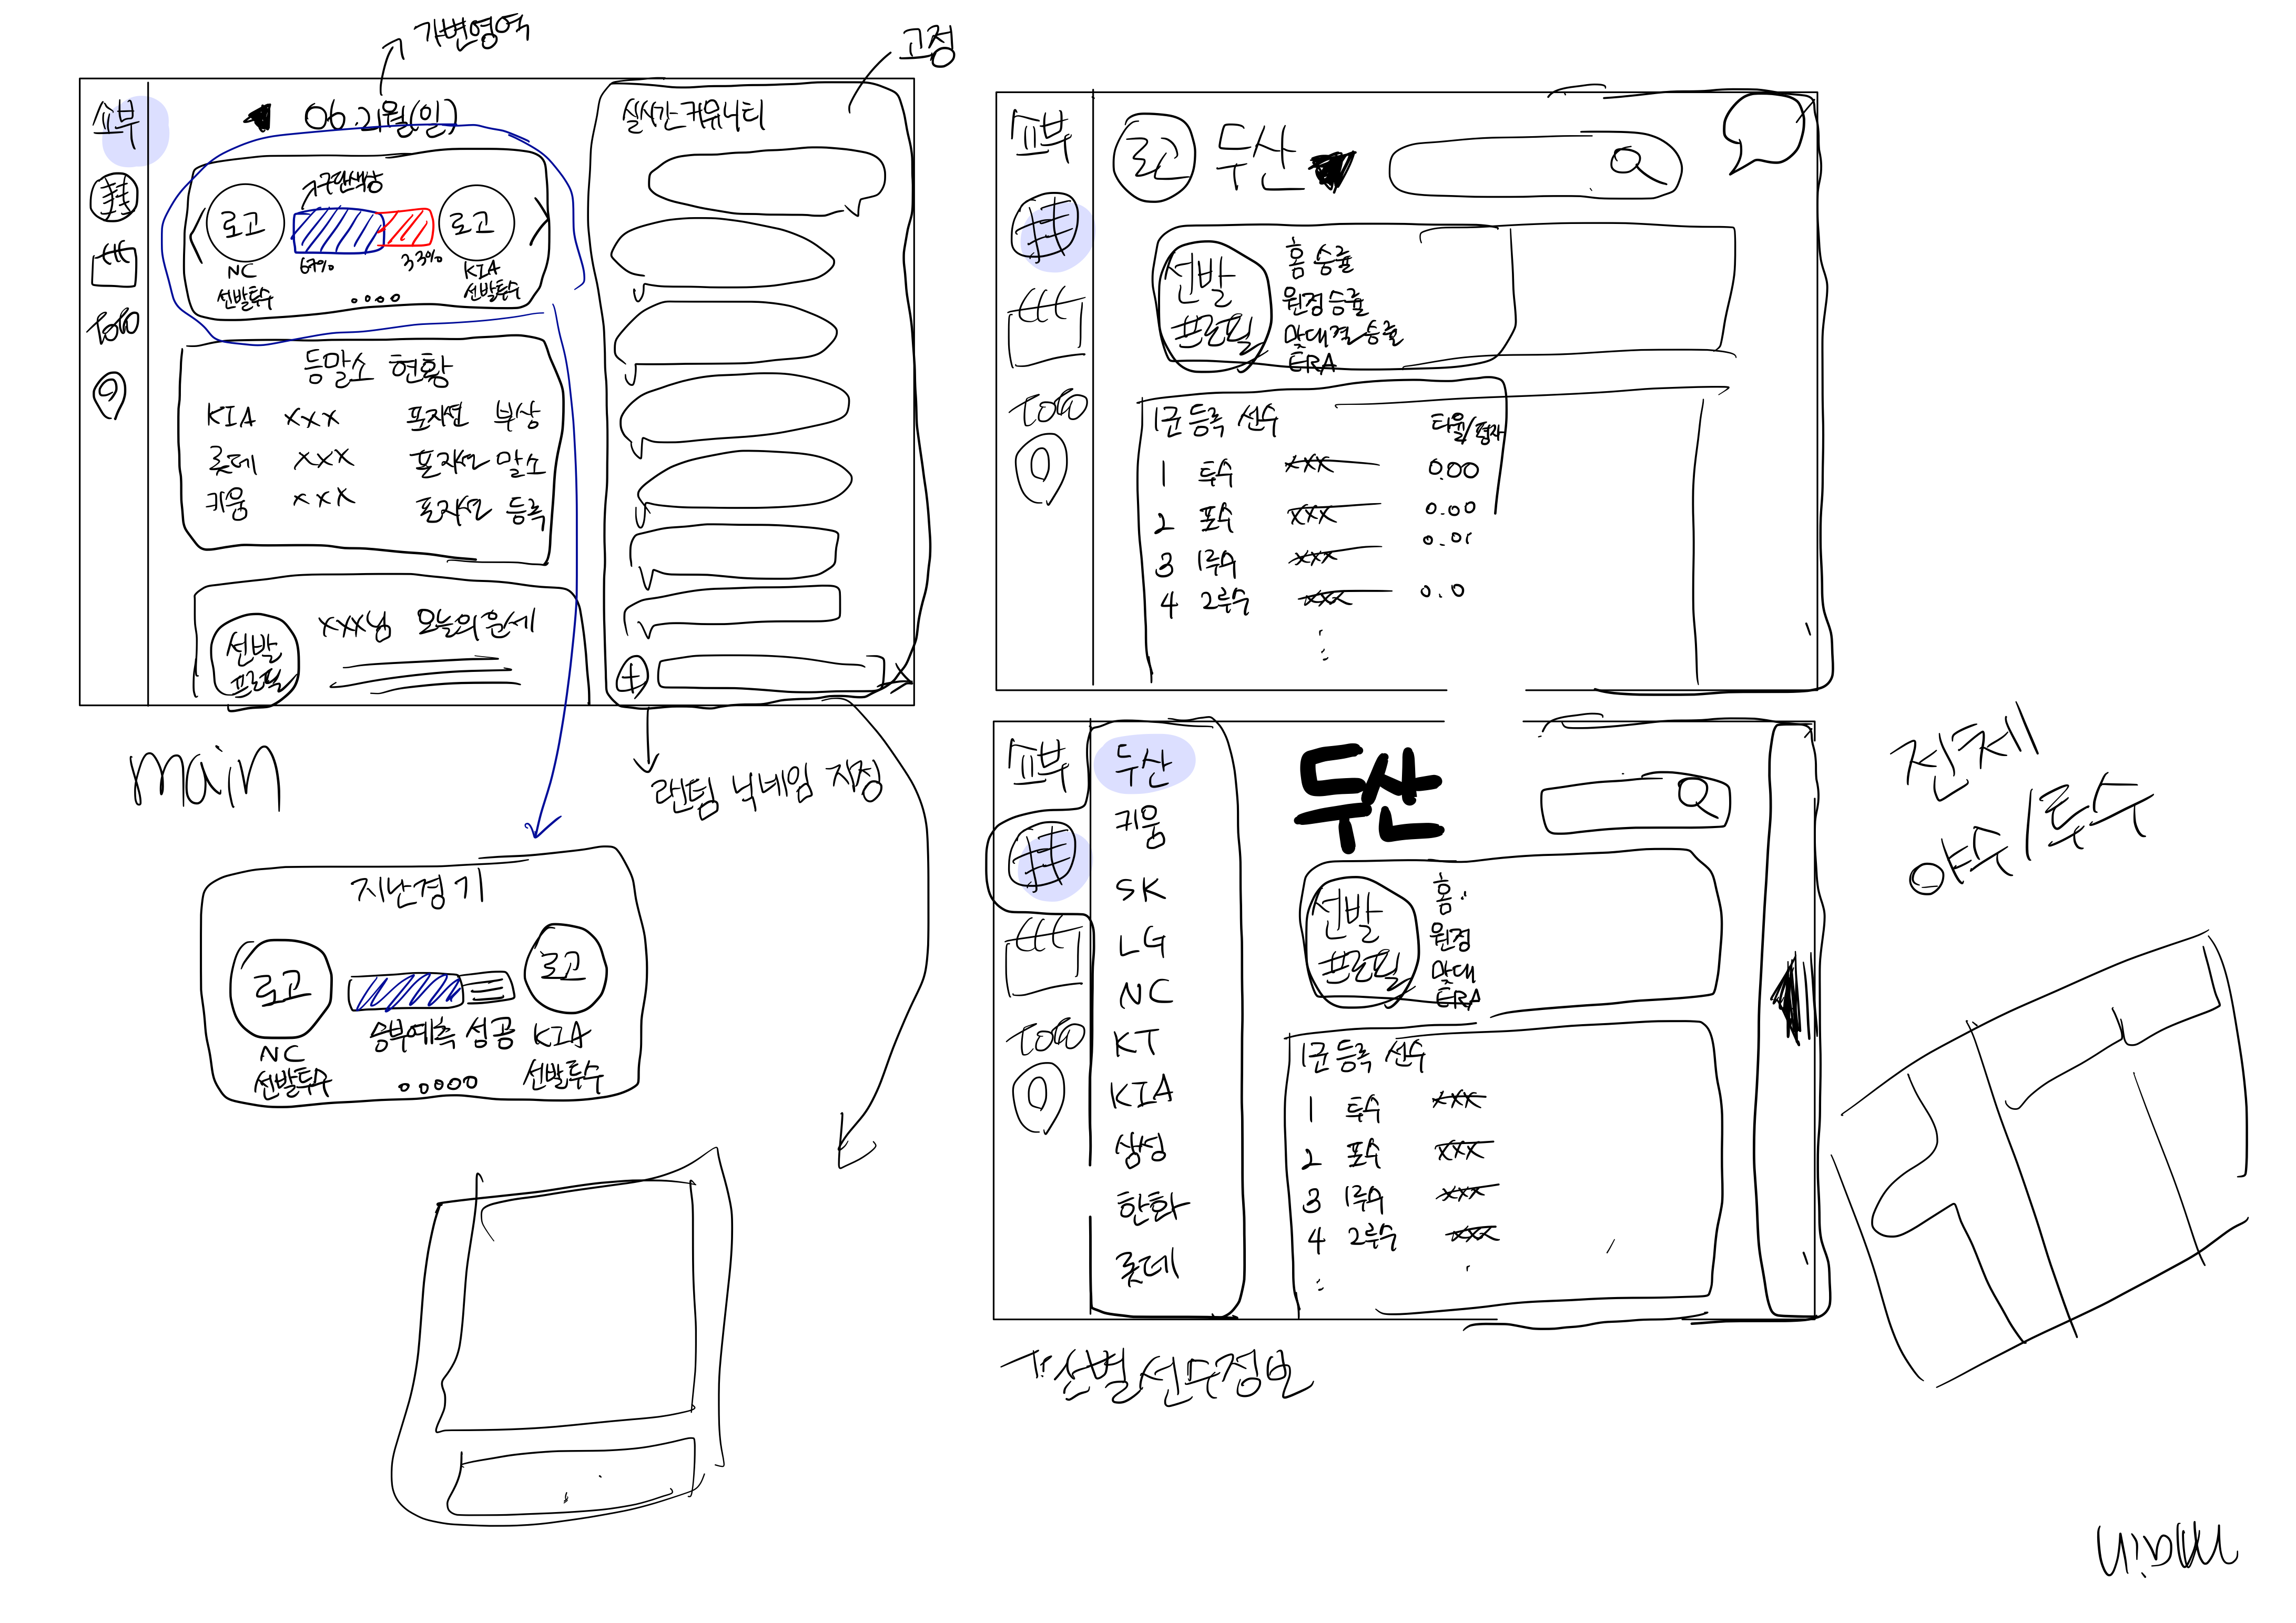 가변영역
고정
쇼부
06.21월(일)
구단색상
로고
로고
67%
33%
NC
선발투수
KIA
선발투수
toto
등말소 현황
KIA xxx 포지션 부상
롯데 xxx 포지션 말소
키움 xxx 포지션 등록
선발
프로필
xxx님 오늘의 운세
실시간 커뮤니티
main
랜덤 닉네임 지정
지난경기
로고
로고
승부예측 성공
NC
선발투수
KIA
선발투수
쇼부
로고
두산
toto
선발
프로필
홈 승률
원정승률
맞대결 승률
ERA
1군 등록 선수
1 투수 xxx 0.00
2 포수 xxx 0.00
3 1루수 xxx
4 2루수 xxx 0.0
쇼부
두산
키움
SK
LG
NC
KT
KIA
삼성
한화
롯데
toto
두산
선발
프로필
홈
원정
맞대
ERA
1군 등록 선수
1 투수 xxx
2 포수 xxx
3 1루수 xxx
4 2루수 xxx
구단별 선수정보
전체
야수/투수